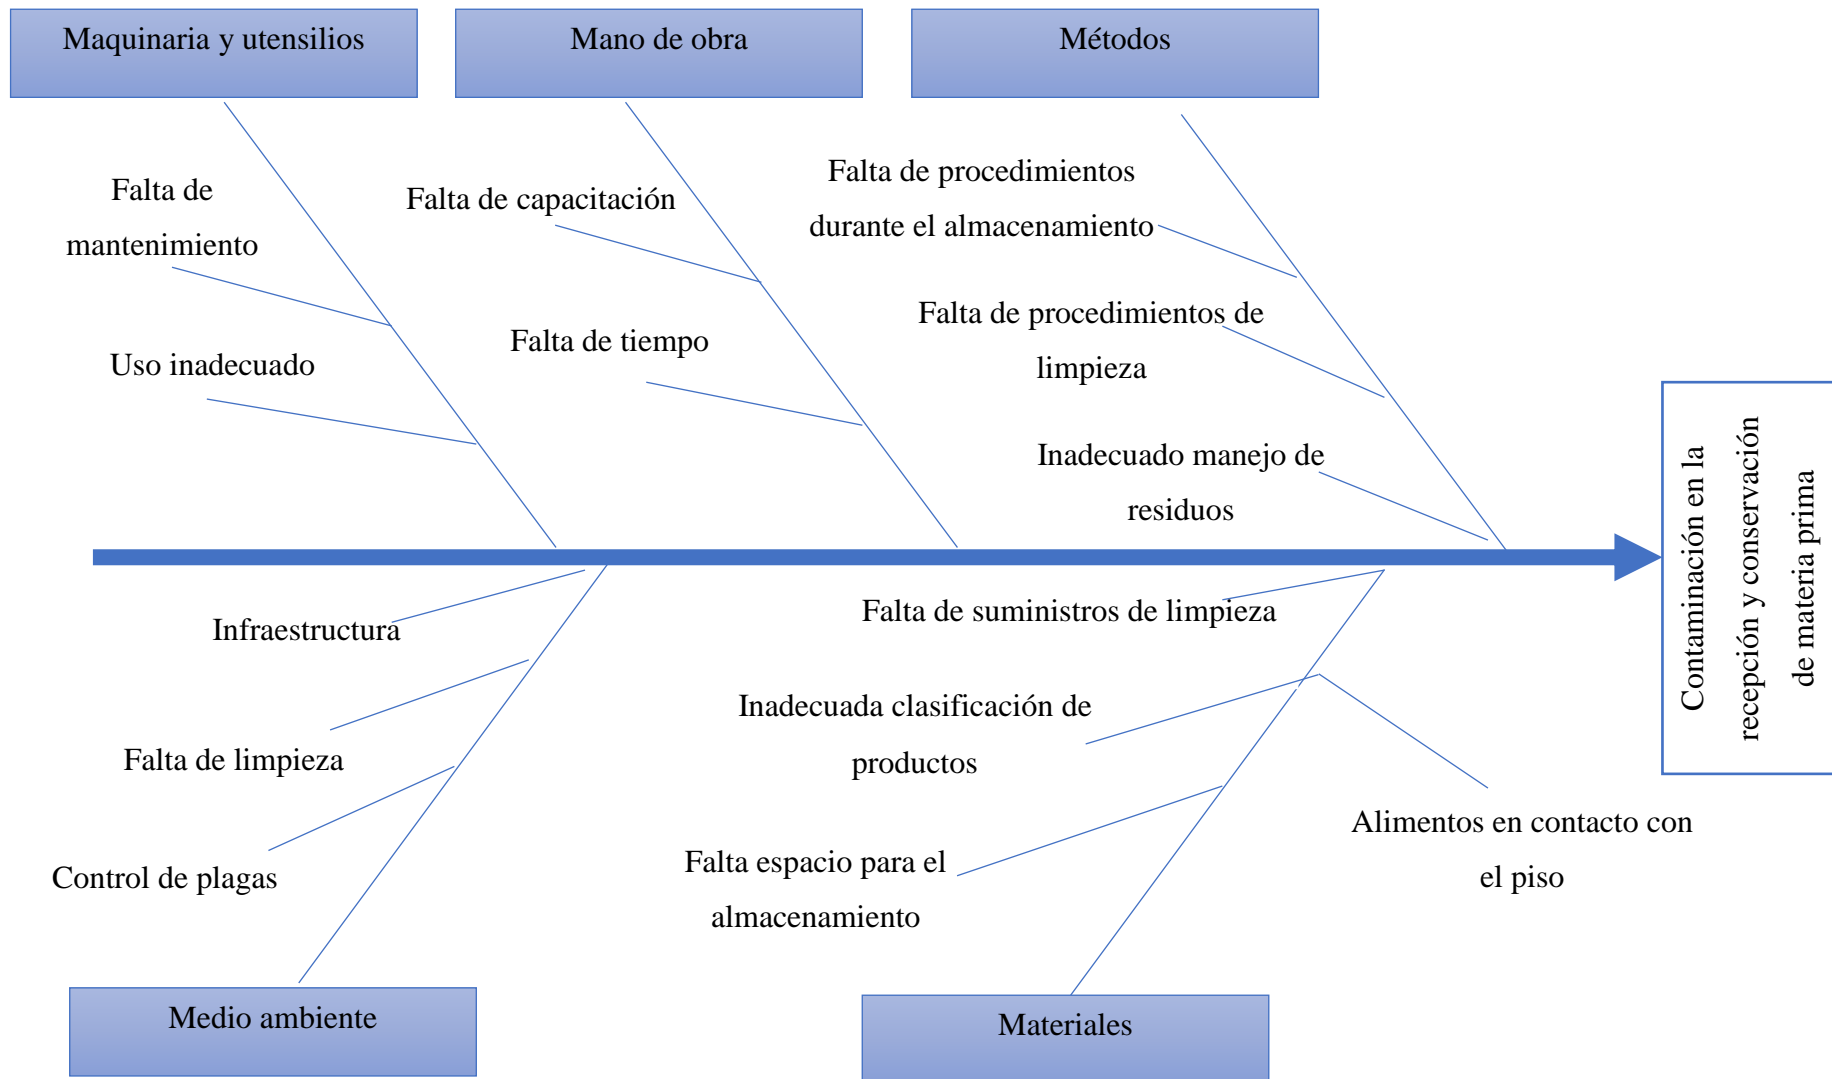 Maquinaria y utensilios
Mano de obra
Métodos
Falta de
mantenimiento
Uso inadecuado
Falta de capacitación
Falta de tiempo
Falta de procedimientos
durante el almacenamiento
Falta de procedimientos de
limpieza
Inadecuado manejo de
residuos
Contaminación en la
recepción y conservación
de materia prima
Infraestructura
Falta de limpieza
Control de plagas
Falta de suministros de limpieza
Inadecuada clasificación de
productos
Falta espacio para el
almacenamiento
Alimentos en contacto con
el piso
Medio ambiente
Materiales